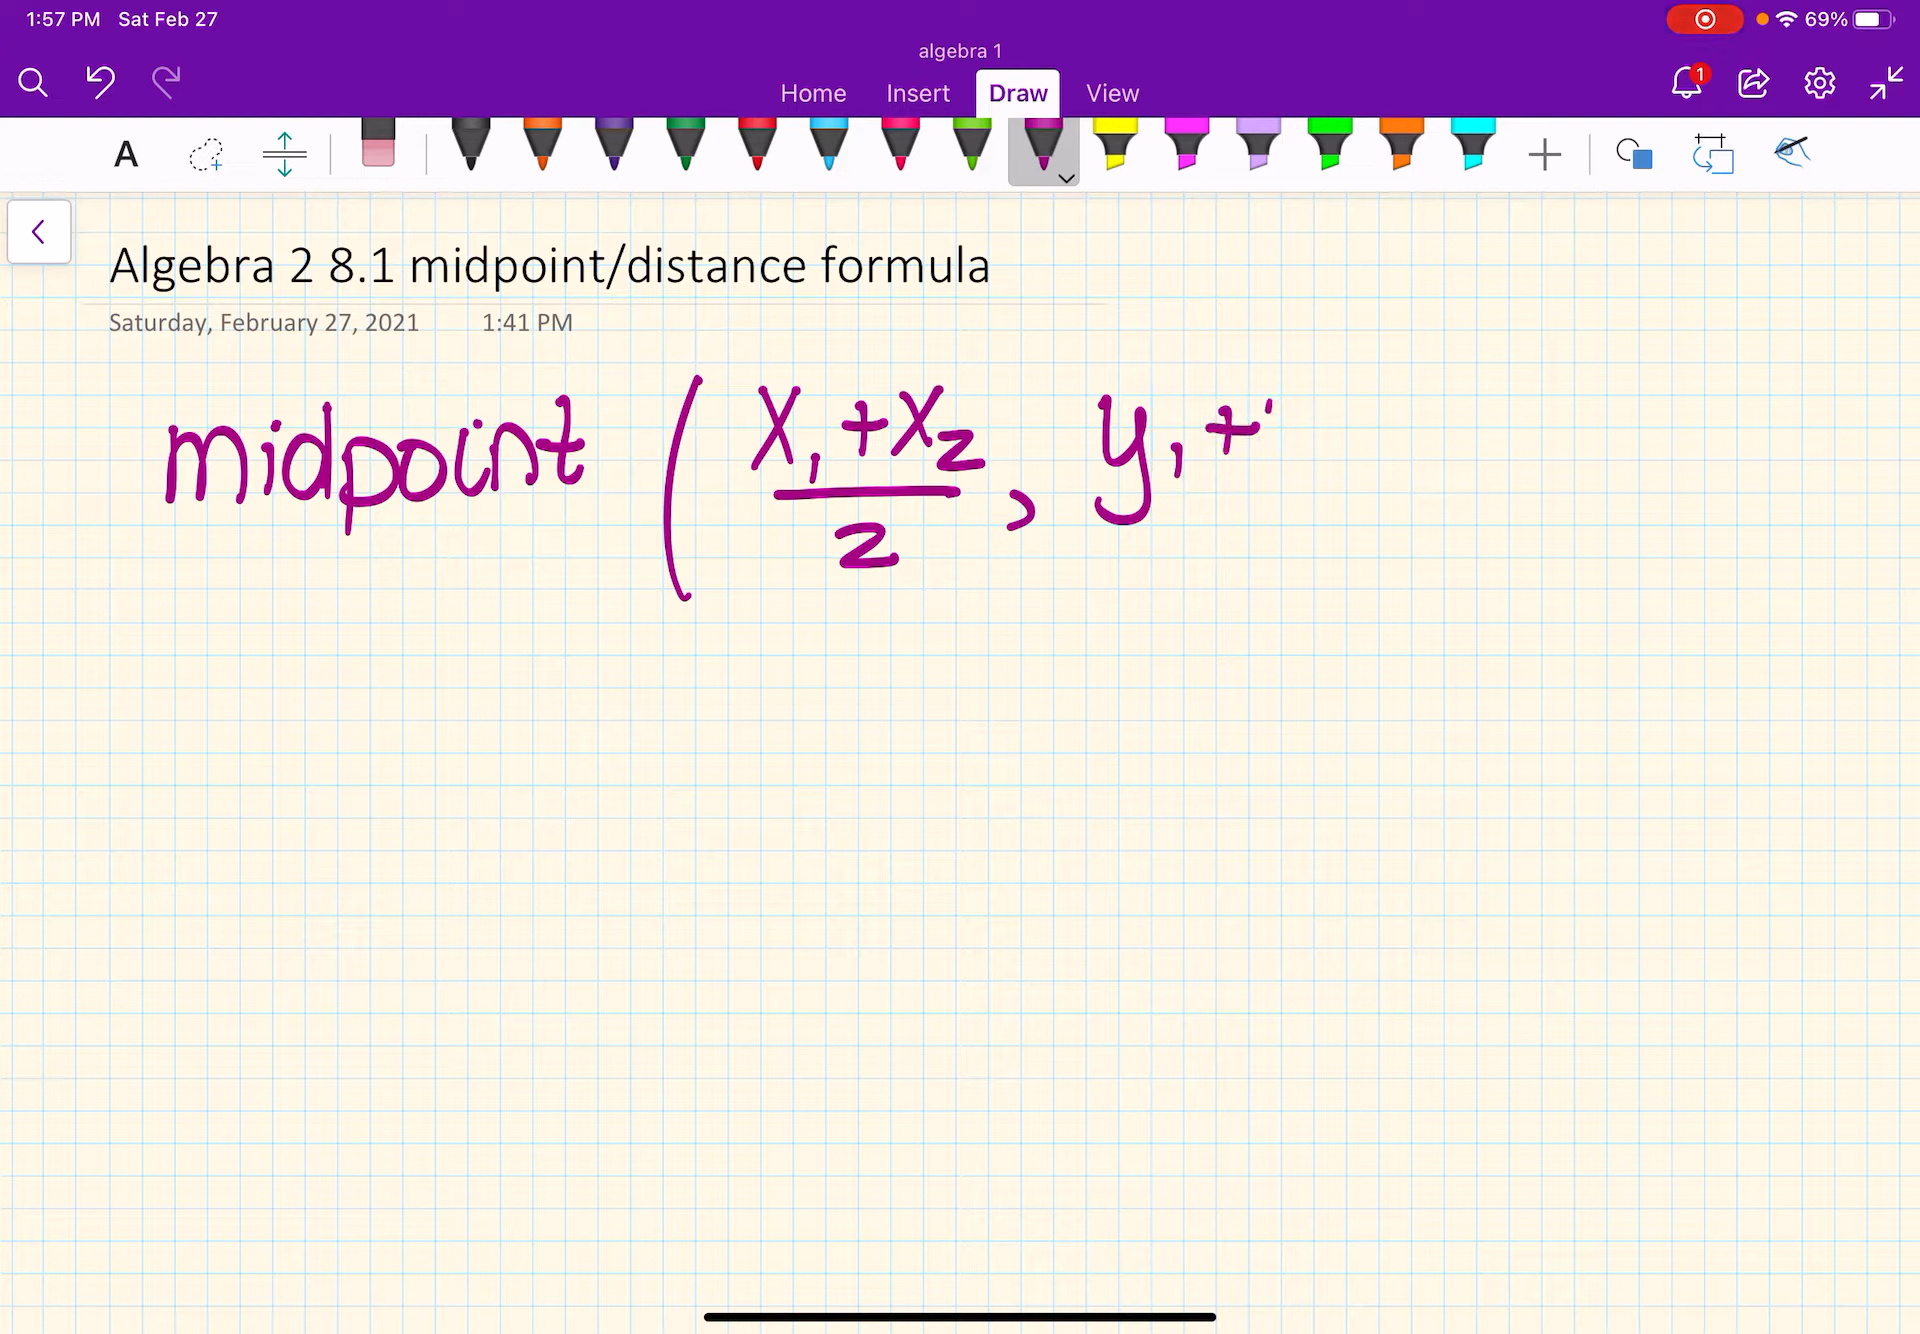 1:57 PM Sat Feb 27 69%
algebra 1
Home Insert Draw View
1
A
Algebra 2 8.1 midpoint/distance formula
Saturday, February 27, 2021 1:41 PM
midpoint ( x₁ + x₂ / 2 , y₁ +